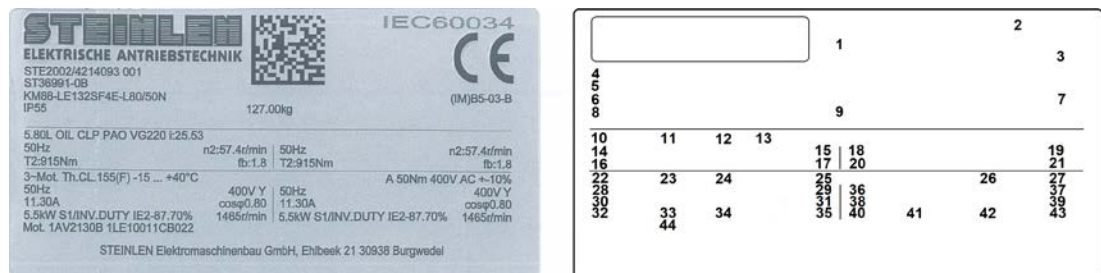 STEINLEN
IEC60034
ELEKTRISCHE ANTRIEBSTECHNIK
CE
STE2002/4214093 001
ST36991-0B
KM88-LE132SF4E-L80/50N
(IM)B5-03-B
IP55 127.00kg
5.80L OIL CLP PAO VG220 i:25.53
50Hz n2:57.4r/min 50Hz n2:57.4r/min
T2:915Nm fb:1.8 T2:915Nm fb:1.8
3~Mot. Th.CL.155(F) -15 ... +40°C A 50Nm 400V AC +-10%
50Hz 400V Y 50Hz 400V Y
11.30A cosφ0.80 11.30A cosφ0.80
5.5kW S1/INV.DUTY IE2-87.70% 1465r/min 5.5kW S1/INV.DUTY IE2-87.70% 1465r/min
Mot. 1AV2130B 1LE10011CB022
STEINLEN Elektromaschinenbau GmbH, Ehlbeek 21 30938 Burgwedel
2
1
3
4
5
6 7
8 9
10 11 12 13
14 15 18 19
16 17 20 21
22 23 24 25 26 27
28 29 36 37
30 31 38 39
32 33 34 35 40 41 42 43
44